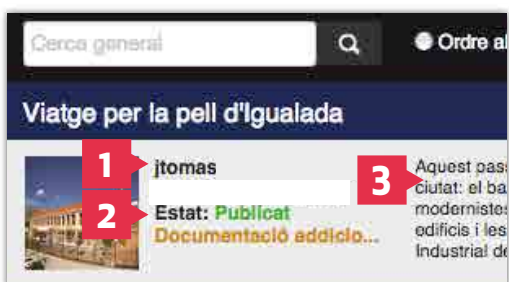 Cerca general
Ordre al
Viatge per la pell d'Igualada
1 jtomas
2 Estat: Publicat
Documentació addicio...
3
Aquest pas
ciutat: el ba
modernistes
edificis i les
Industrial de